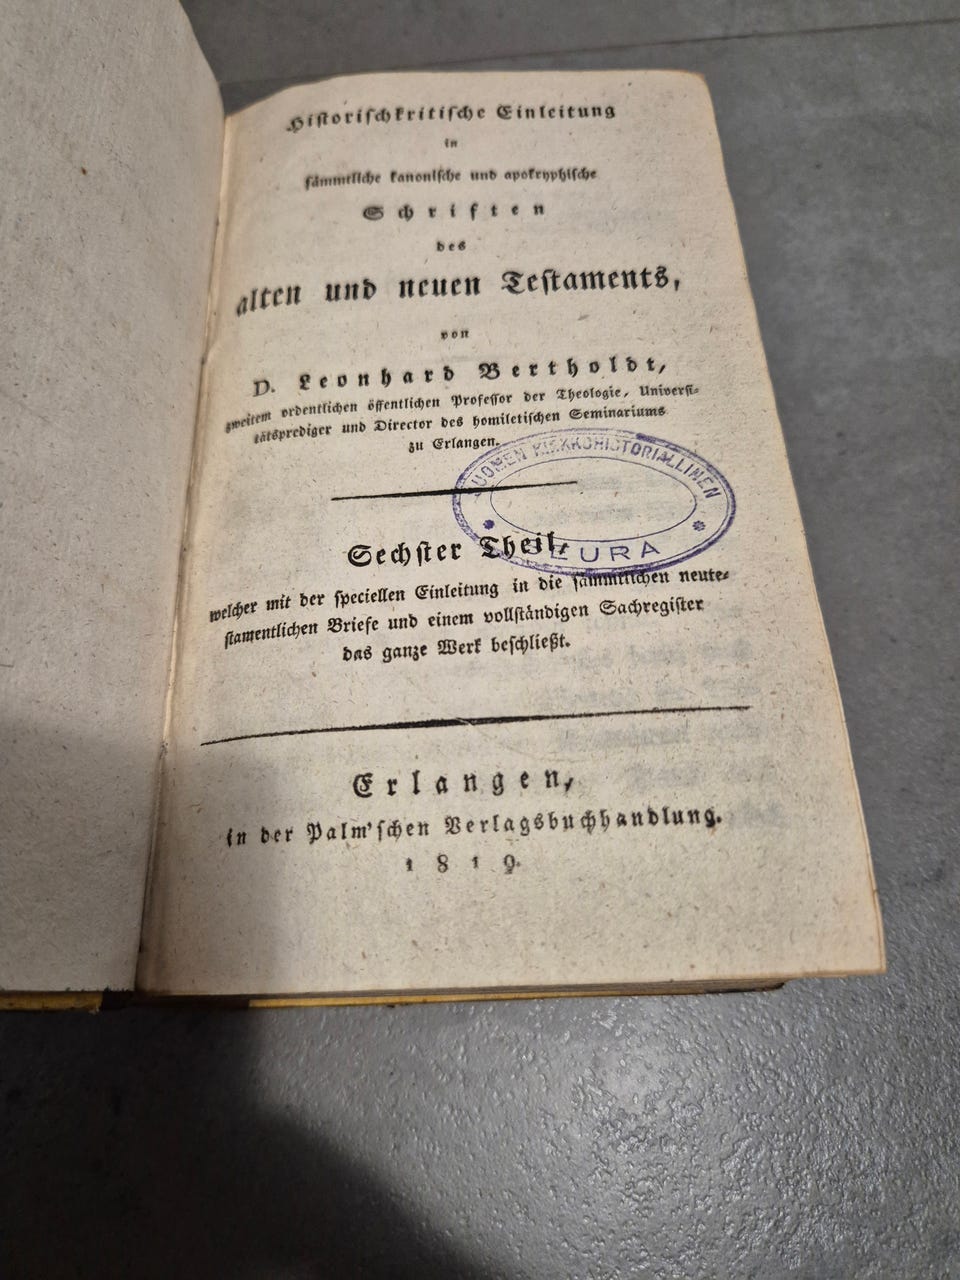 Historischkritische Einleitung
in
sämmtliche kanonische und apokryphische
Schriften
des
alten und neuen Testaments,
von
D. Leonhard Bertholdt,
zweitem ordentlichen öffentlichen Professor der Theologie, Universi-
tätsprediger und Director des homiletischen Seminariums
zu Erlangen.
SUOMEN KIRKKOHISTORIALLINEN
SEURA
Sechster Theil,
welcher mit der speciellen Einleitung in die sämmtlichen neute-
stamentlichen Briefe und einem vollständigen Sachregister
das ganze Werk beschließt.
Erlangen,
in der Palm'schen Verlagsbuchhandlung.
1819.